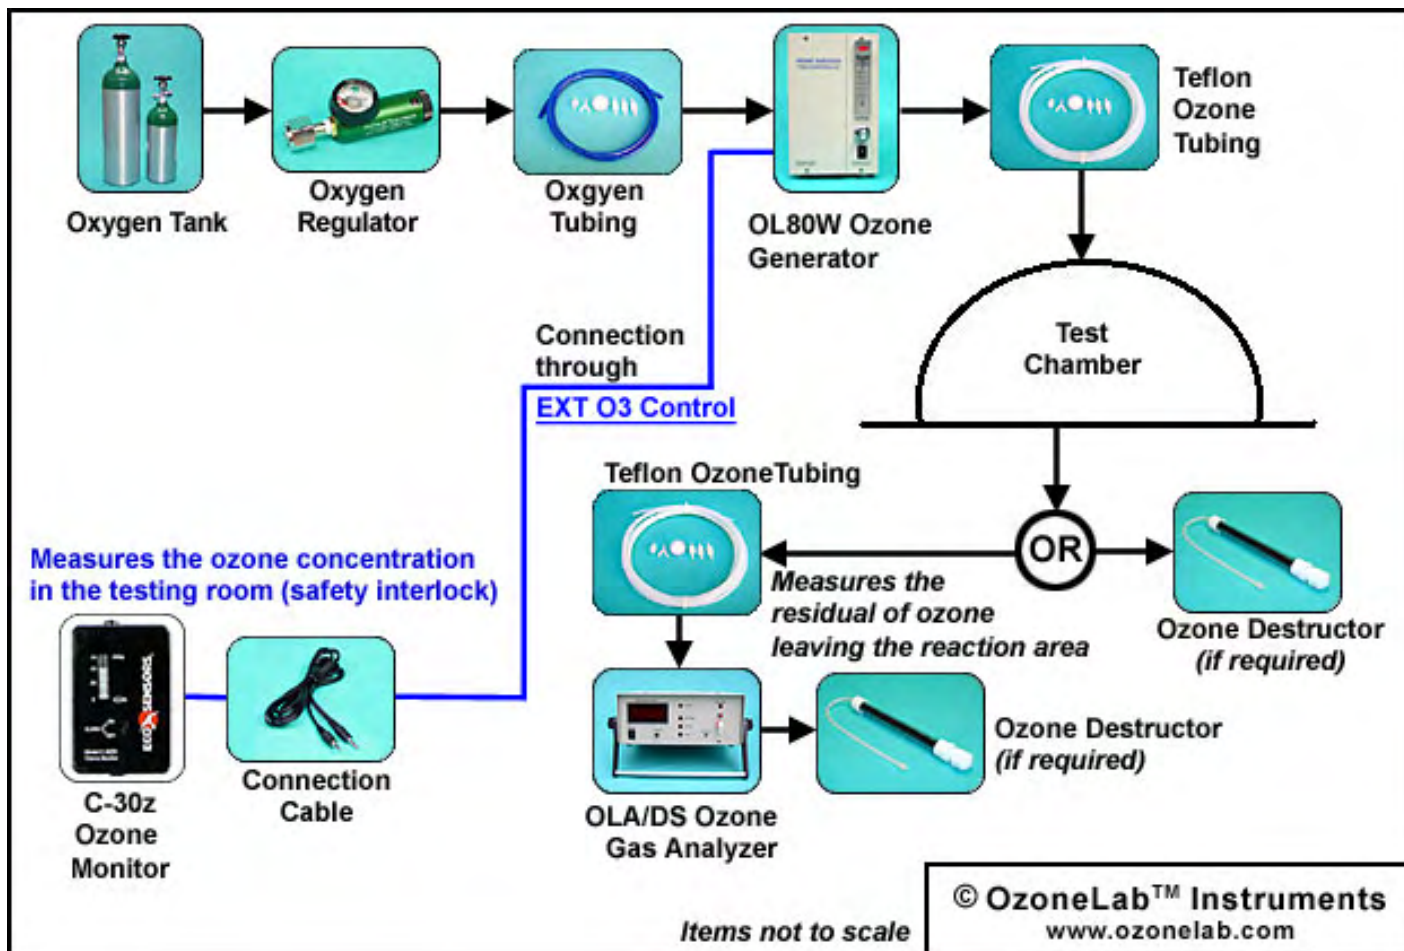 Oxygen Tank
Oxygen
Regulator
Oxgyen
Tubing
OL80W Ozone
Generator
Teflon
Ozone
Tubing
Test
Chamber
Connection
through
EXT O3 Control
Teflon OzoneTubing
OR
Measures the
residual of ozone
leaving the reaction area
Ozone Destructor
(if required)
Measures the ozone concentration
in the testing room (safety interlock)
ECO SENSORS
C-30z
Ozone
Monitor
Connection
Cable
OLA/DS Ozone
Gas Analyzer
Ozone Destructor
(if required)
Items not to scale
© OzoneLab™ Instruments
www.ozonelab.com